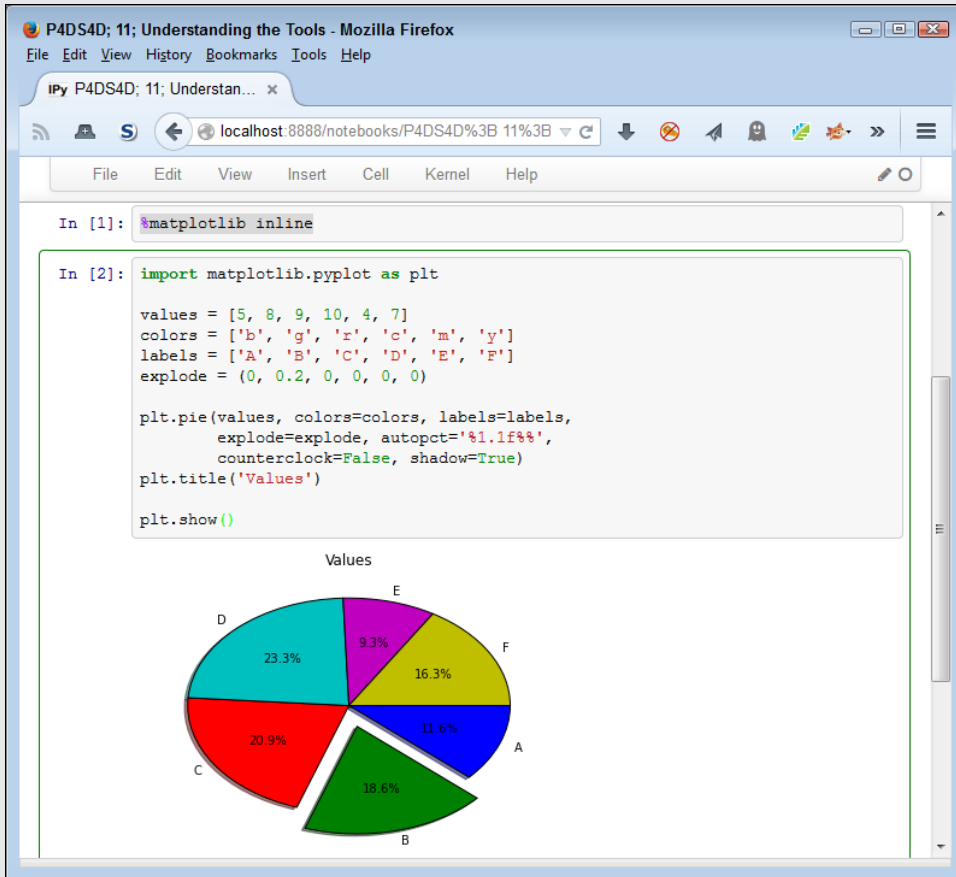 P4DS4D; 11; Understanding the Tools - Mozilla Firefox
File Edit View History Bookmarks Tools Help
IPy P4DS4D; 11; Understan... ×
S localhost:8888/notebooks/P4DS4D%3B 11%3B
File Edit View Insert Cell Kernel Help
In [1]: %matplotlib inline
In [2]: import matplotlib.pyplot as plt
values = [5, 8, 9, 10, 4, 7]
colors = ['b', 'g', 'r', 'c', 'm', 'y']
labels = ['A', 'B', 'C', 'D', 'E', 'F']
explode = (0, 0.2, 0, 0, 0, 0)
plt.pie(values, colors=colors, labels=labels,
explode=explode, autopct='%1.1f%%',
counterclock=False, shadow=True)
plt.title('Values')
plt.show()
Values
E
D
9.3%
F
23.3%
16.3%
11.6%
20.9%
A
C
18.6%
B